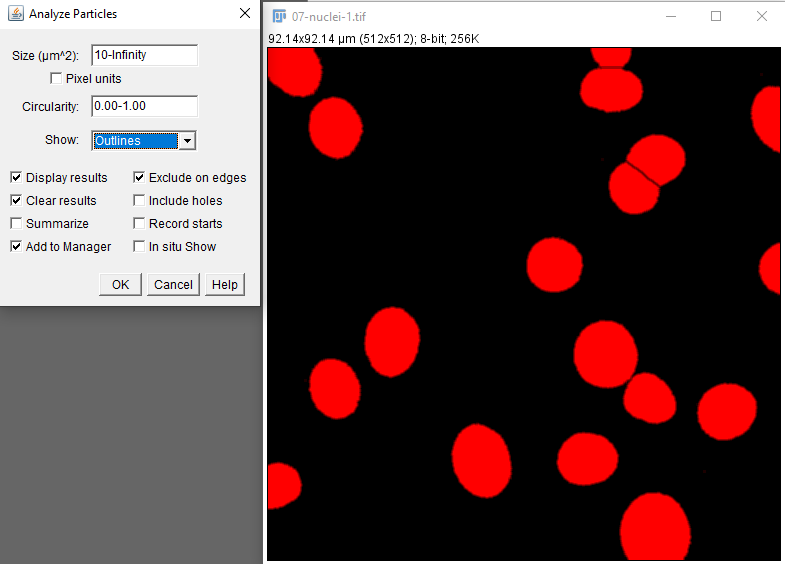 Analyze Particles
Size (µm^2): 10-Infinity
Pixel units
Circularity: 0.00-1.00
Show: Outlines
Display results Exclude on edges
Clear results Include holes
Summarize Record starts
Add to Manager In situ Show
OK Cancel Help
07-nuclei-1.tif
92.14x92.14 µm (512x512); 8-bit; 256K